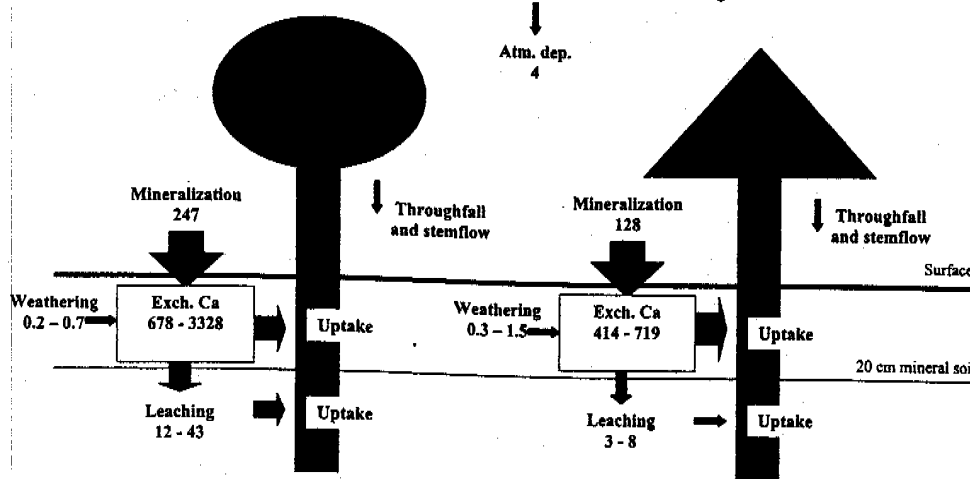 Atm. dep.
4
Mineralization
247
Throughfall
and stemflow
Mineralization
128
Throughfall
and stemflow
Surface
Weathering
0.2 – 0.7
Exch. Ca
678 - 3328
Uptake
Weathering
0.3 – 1.5
Exch. Ca
414 - 719
Uptake
20 cm mineral soi
Leaching
12 - 43
Uptake
Leaching
3 - 8
Uptake